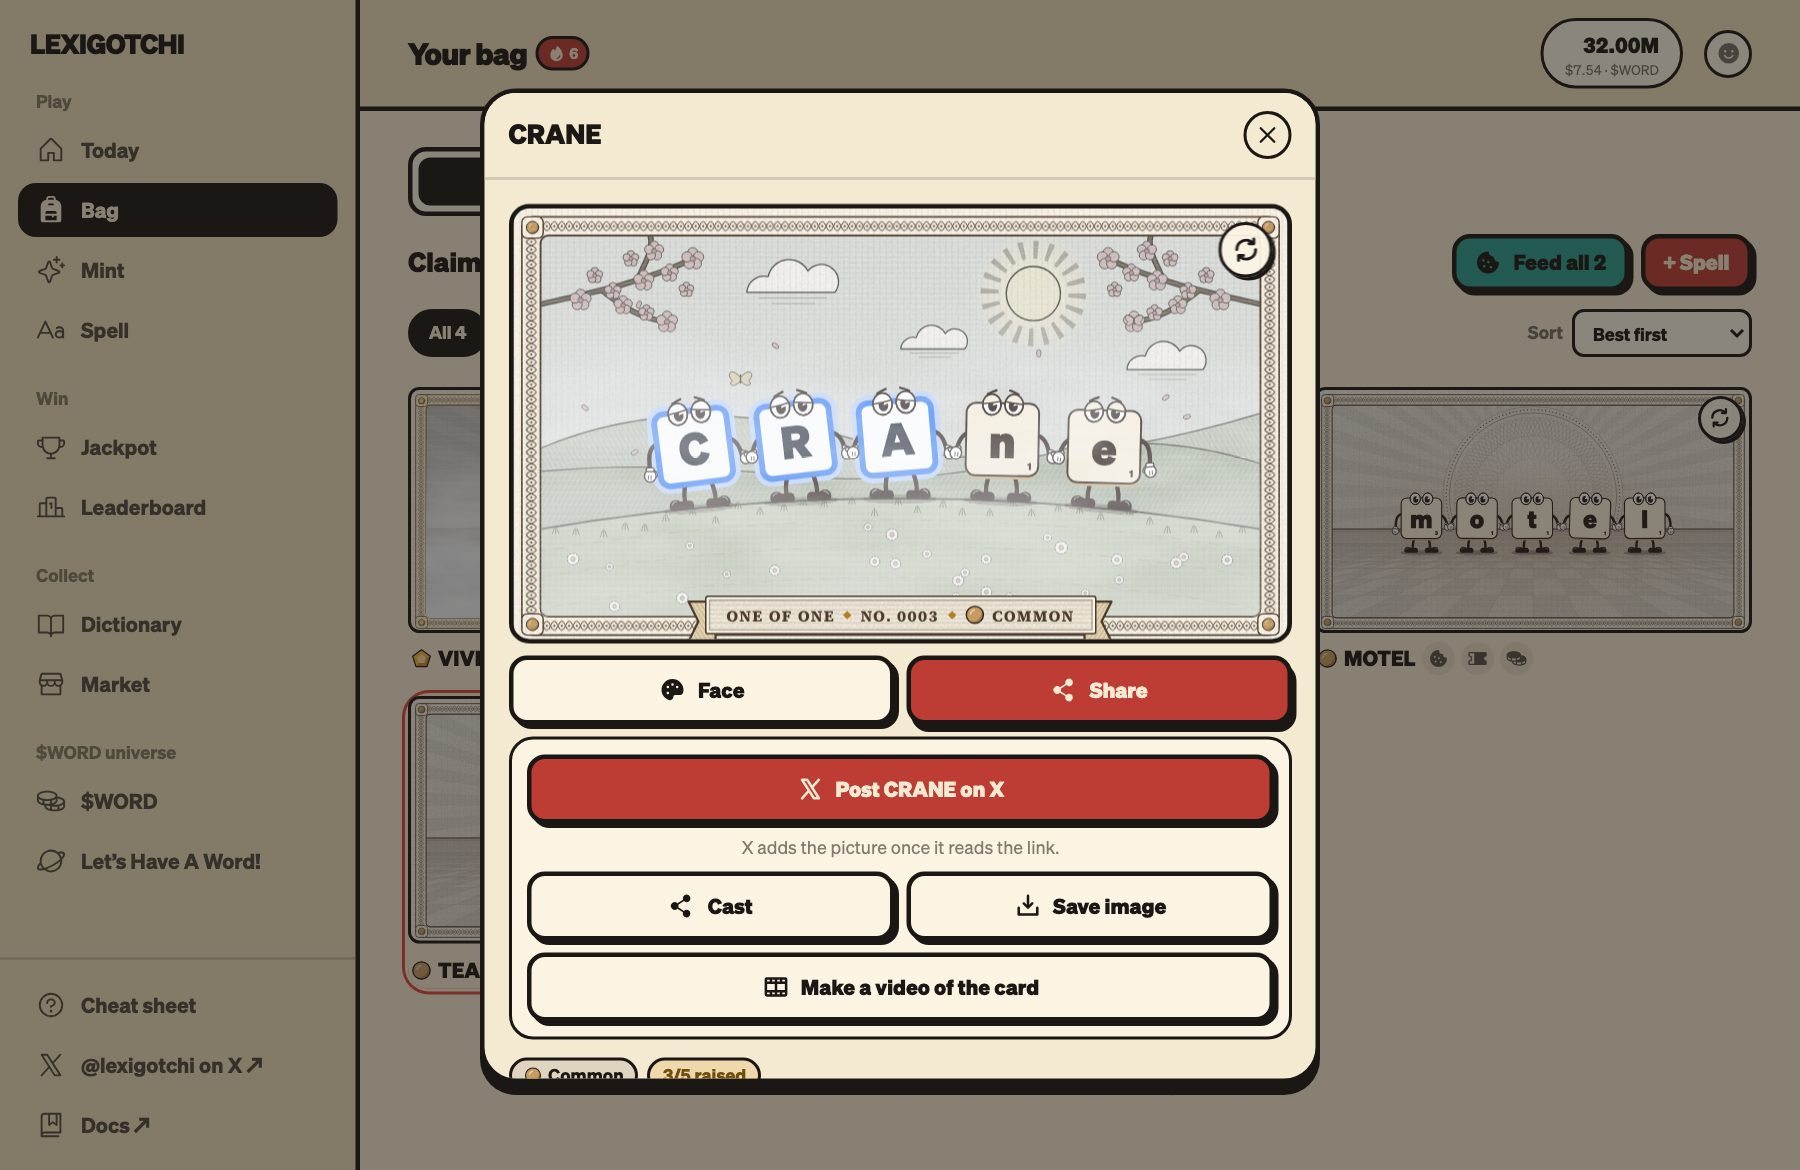 LEXIGOTCHI
Play
Today
Bag
Mint
Aa Spell
Win
Jackpot
Leaderboard
Collect
Dictionary
Market
$WORD universe
$WORD
Let's Have A Word!
Cheat sheet
@lexigotchi on X
Docs
Your bag 6
32.00M
$7.54 · $WORD
Claim
Feed all 2
+ Spell
All 4
Sort Best first
CRANE
C R A n e
1 1
ONE OF ONE ◆ NO. 0003 ◆ COMMON
Face
Share
Post CRANE on X
X adds the picture once it reads the link.
Cast
Save image
Make a video of the card
Common
3/5 raised
m o t e l
MOTEL